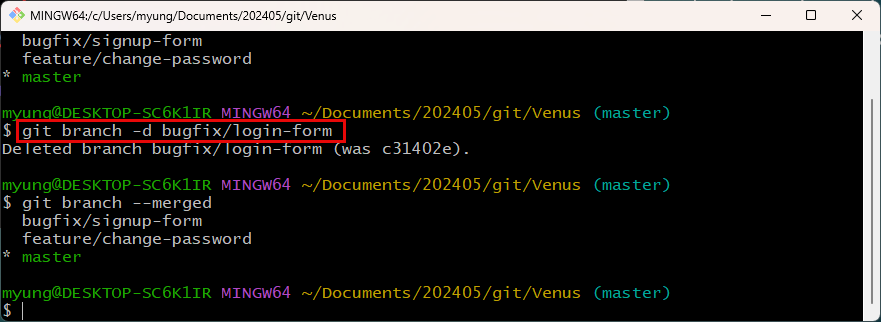 MINGW64:/c/Users/myung/Documents/202405/git/Venus
bugfix/signup-form
feature/change-password
* master
myung@DESKTOP-SC6K1IR MINGW64 ~/Documents/202405/git/Venus (master)
$ git branch -d bugfix/login-form
Deleted branch bugfix/login-form (was c31402e).
myung@DESKTOP-SC6K1IR MINGW64 ~/Documents/202405/git/Venus (master)
$ git branch --merged
bugfix/signup-form
feature/change-password
* master
myung@DESKTOP-SC6K1IR MINGW64 ~/Documents/202405/git/Venus (master)
$